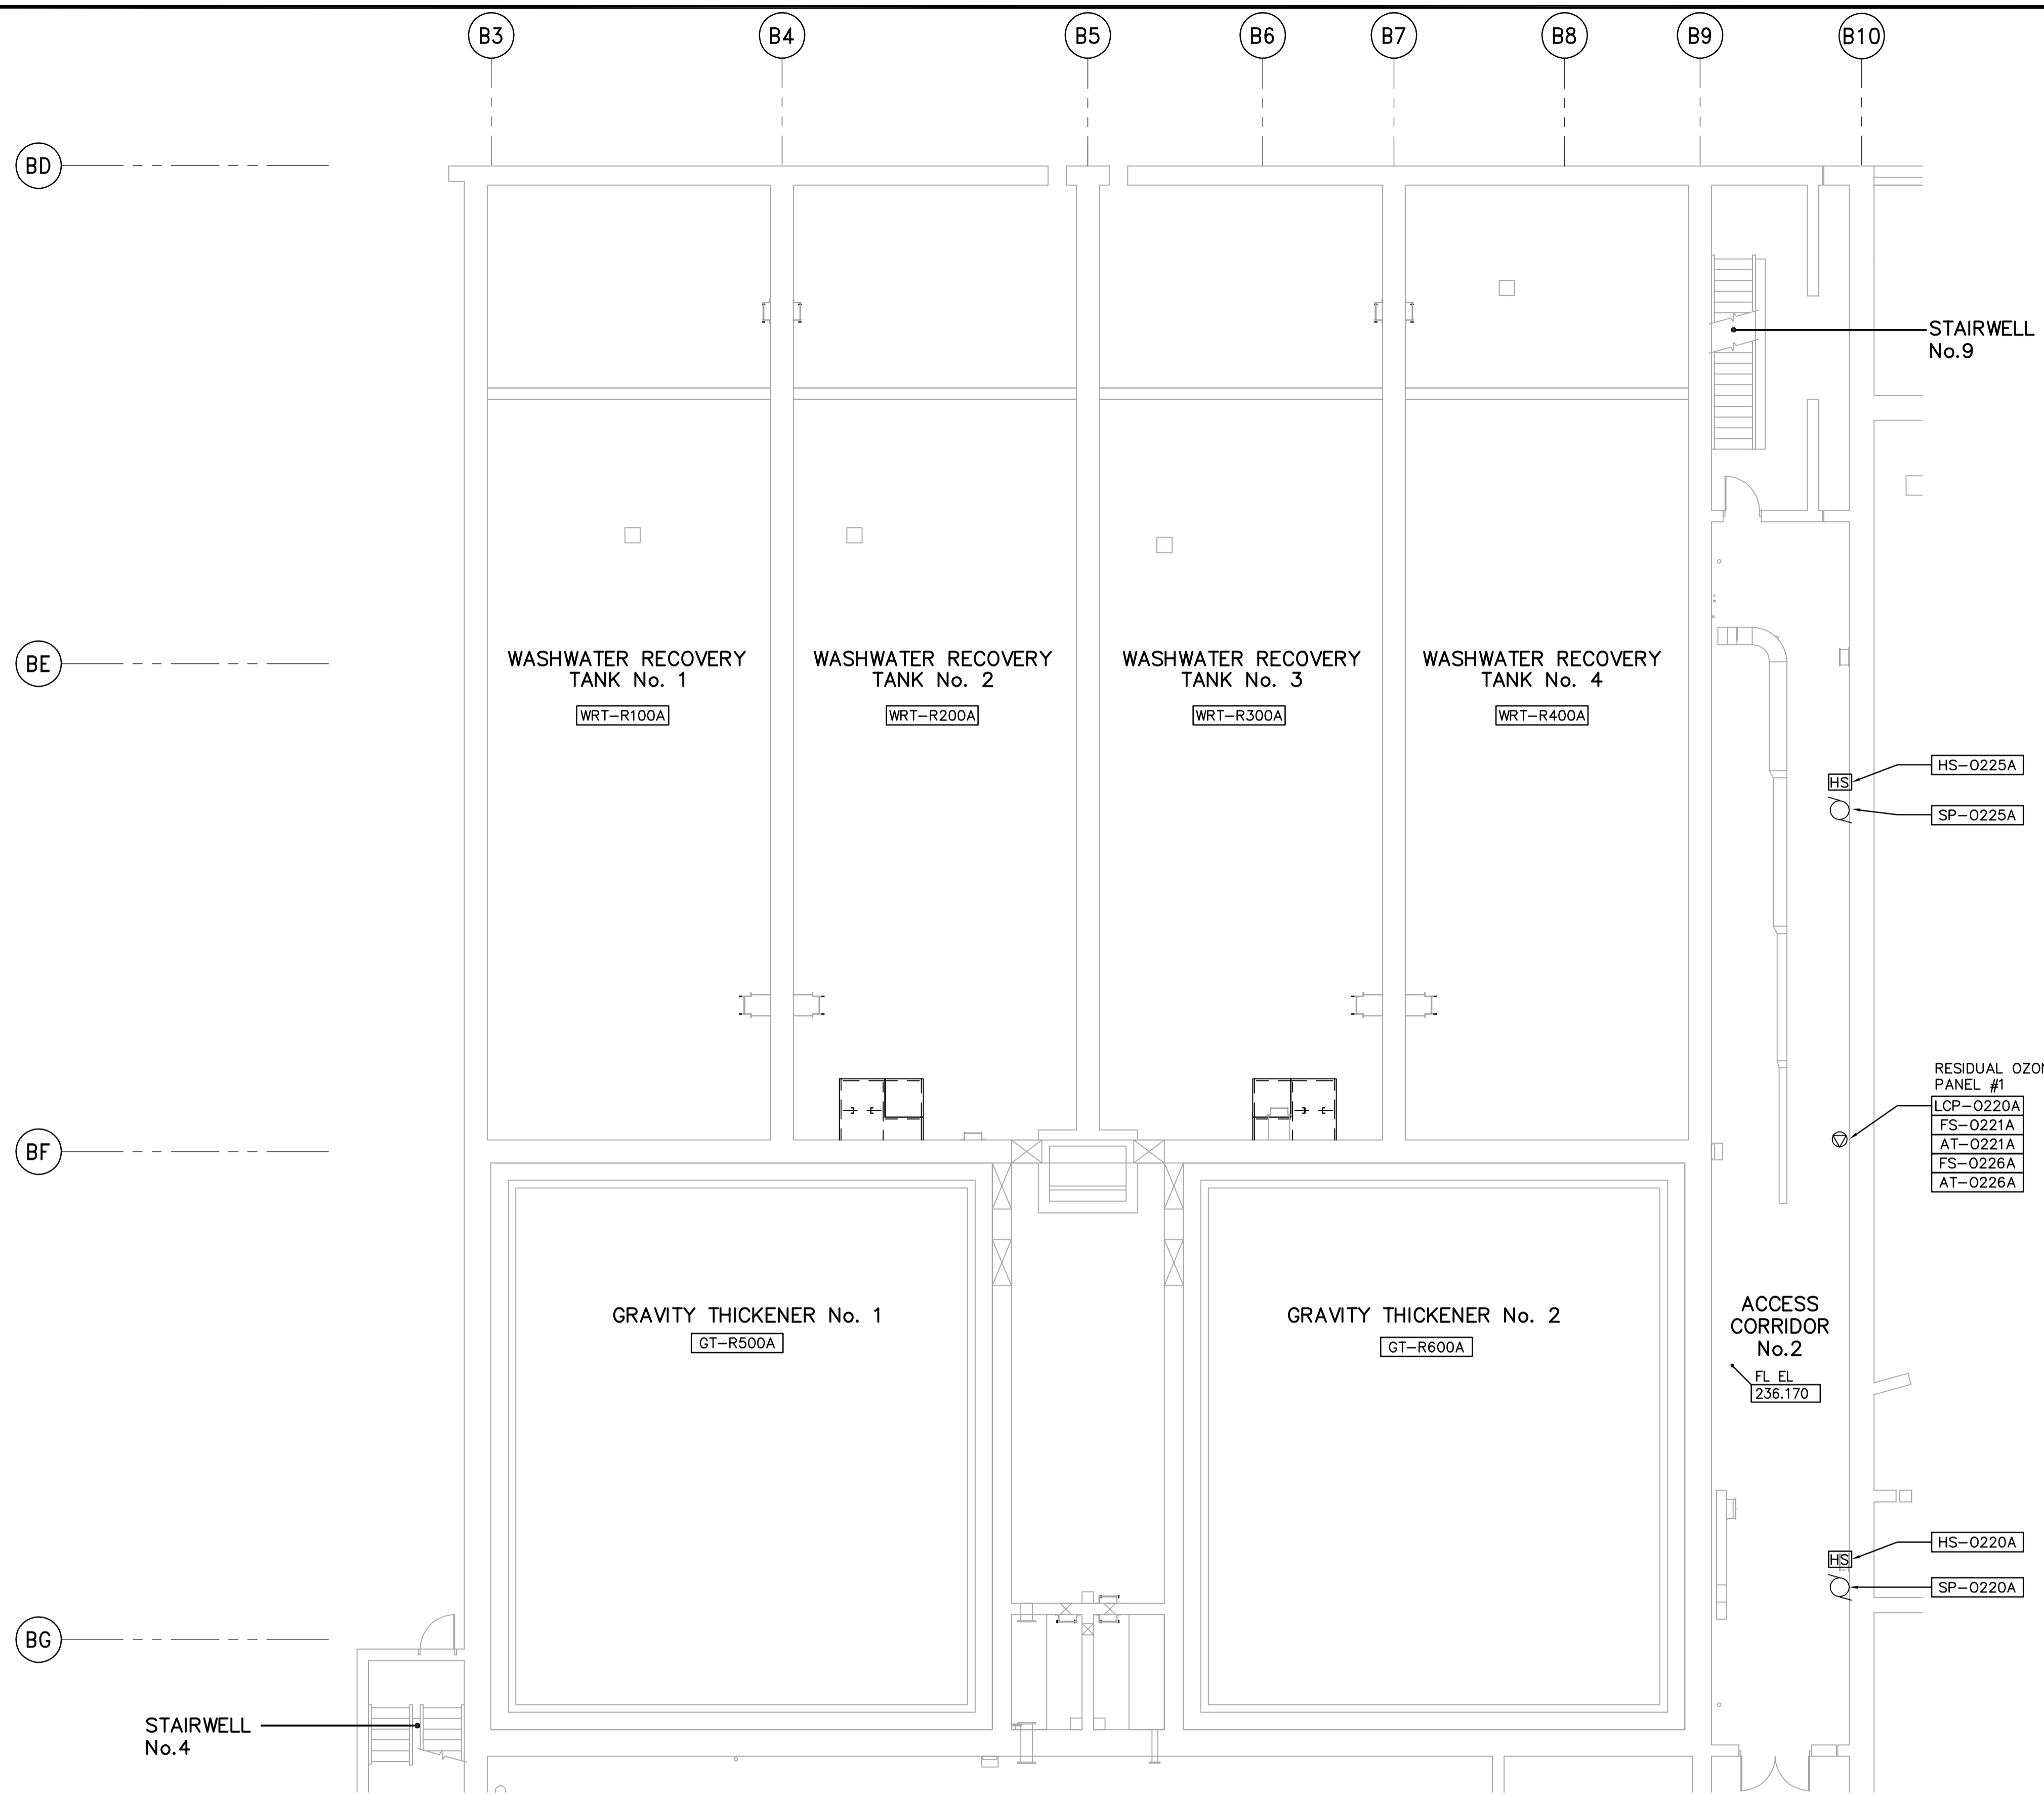 B3
B4
B5
B6
B7
B8
B9
B10
BD
STAIRWELL
No.9
BE
WASHWATER RECOVERY
TANK No. 1
WRT-R100A
WASHWATER RECOVERY
TANK No. 2
WRT-R200A
WASHWATER RECOVERY
TANK No. 3
WRT-R300A
WASHWATER RECOVERY
TANK No. 4
WRT-R400A
HS-0225A
HS
SP-0225A
RESIDUAL
PANEL #1
LCP-0220A
FS-0221A
AT-0221A
FS-0226A
AT-0226A
BF
GRAVITY THICKENER No. 1
GT-R500A
GRAVITY THICKENER No. 2
GT-R600A
ACCESS
CORRIDOR
No.2
FL EL
236.170
HS-0220A
HS
SP-0220A
BG
STAIRWELL
No.4